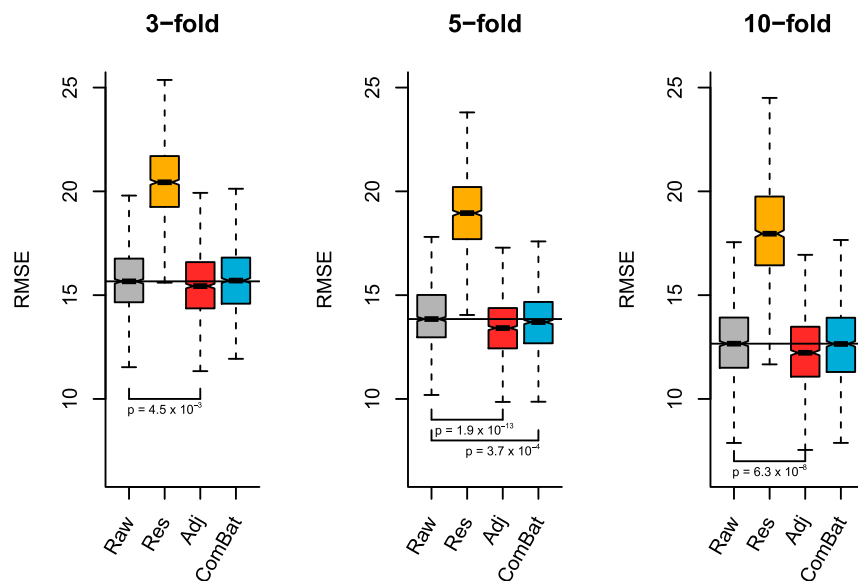 3−fold
5−fold
10−fold
RMSE
25
20
15
10
p = 4.5 x 10⁻³
Raw
Res
Adj
ComBat
RMSE
25
20
15
10
p = 1.9 x 10⁻¹³
p = 3.7 x 10⁻⁴
Raw
Res
Adj
ComBat
RMSE
25
20
15
10
p = 6.3 x 10⁻⁸
Raw
Res
Adj
ComBat